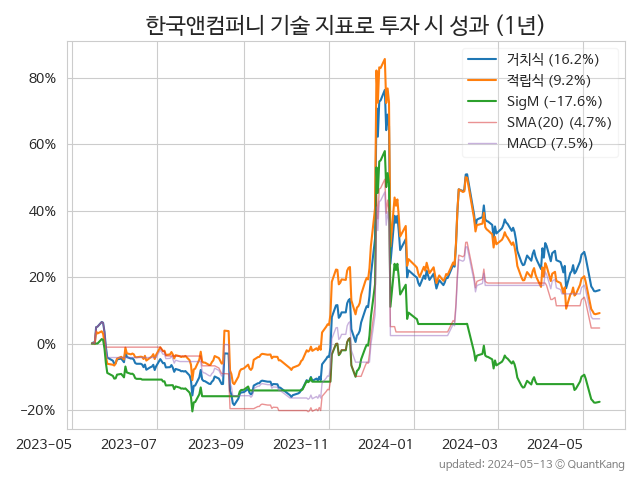 한국앤컴퍼니 기술 지표로 투자 시 성과 (1년)
거치식 (16.2%)
적립식 (9.2%)
SigM (−17.6%)
SMA(20) (4.7%)
MACD (7.5%)
80%
60%
40%
20%
0%
−20%
2023-05 2023-07 2023-09 2023-11 2024-01 2024-03 2024-05
updated: 2024-05-13 © QuantKang